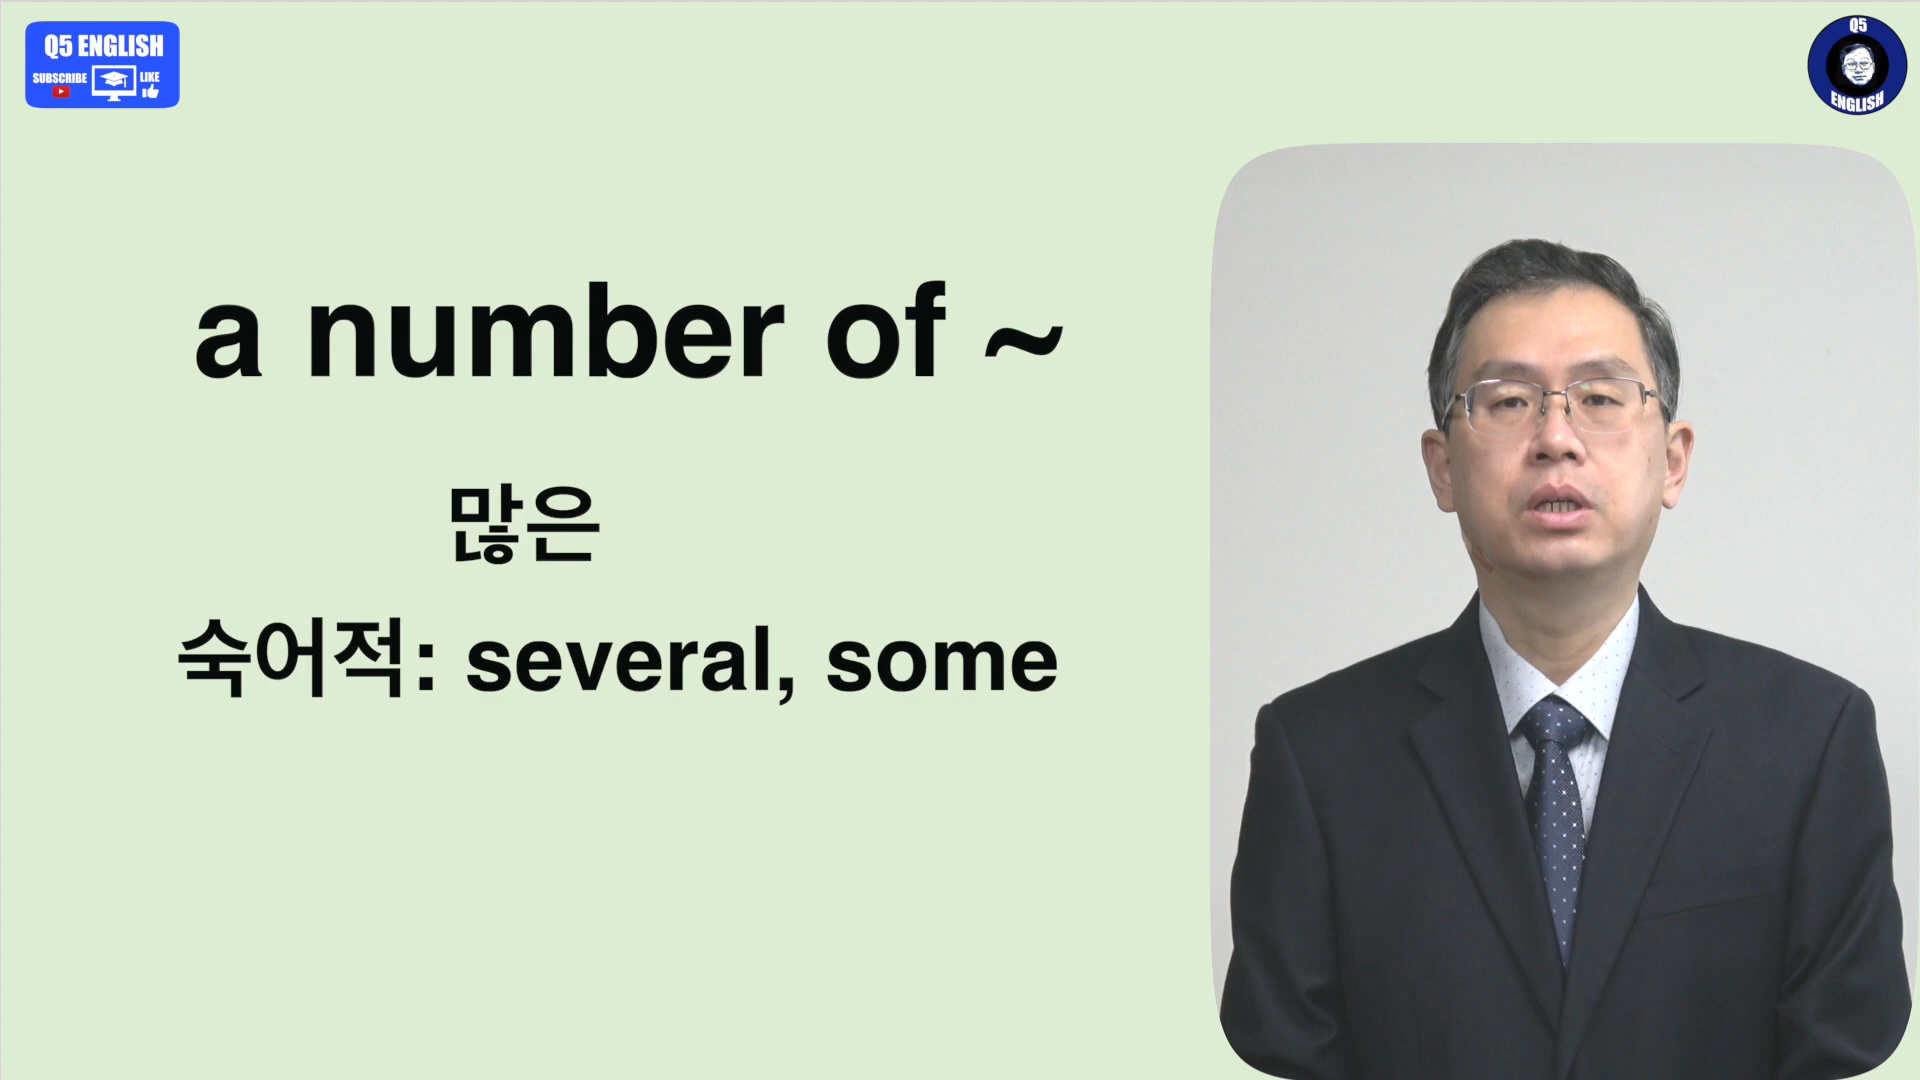 Q5 ENGLISH
SUBSCRIBE
LIKE
Q5
ENGLISH
a number of ~
많은
숙어적: several, some